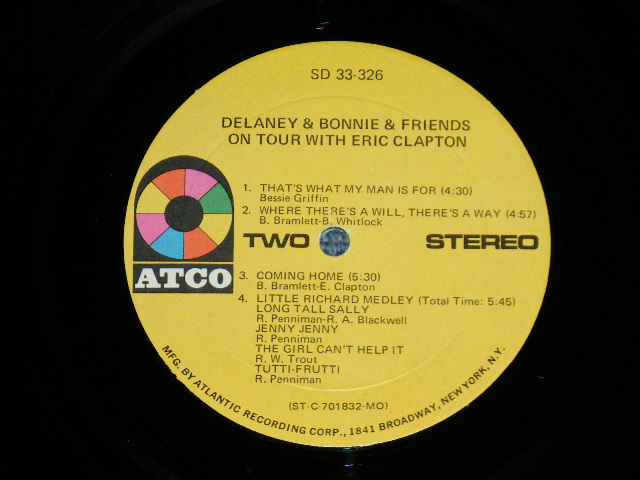 SD 33-326
DELANEY & BONNIE & FRIENDS
ON TOUR WITH ERIC CLAPTON
1. THAT'S WHAT MY MAN IS FOR (4:30)
Bessie Griffin
2. WHERE THERE'S A WILL, THERE'S A WAY (4:57)
B. Bramlett-B. Whitlock
TWO STEREO
ATCO
3. COMING HOME (5:30)
B. Bramlett-E. Clapton
4. LITTLE RICHARD MEDLEY (Total Time: 5:45)
LONG TALL SALLY
R. Penniman-R. A. Blackwell
JENNY JENNY
R. Penniman
THE GIRL CAN'T HELP IT
R. W. Trout
TUTTI-FRUTTI
R. Penniman
(ST-C-701832-MO)
MFG. BY ATLANTIC RECORDING CORP., 1841 BROADWAY, NEW YORK, N.Y.